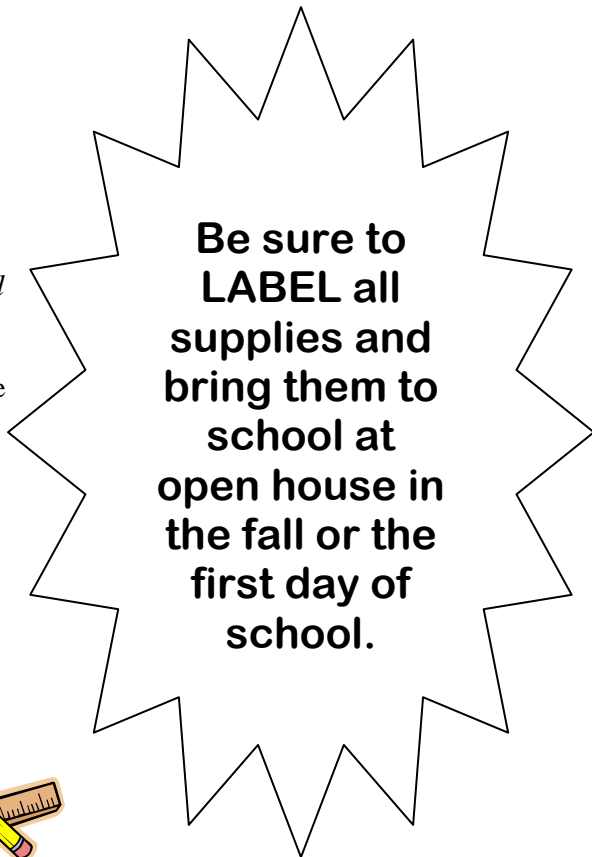 Be sure to
LABEL all
supplies and
bring them to
school at
open house in
the fall or the
first day of
school.